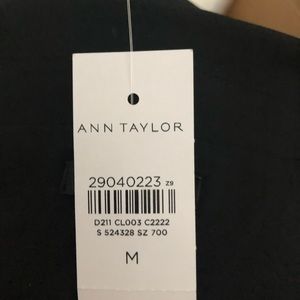 ANN TAYLOR
29040223 Z9
D211 CL003 C2222
S 524328 SZ 700
M